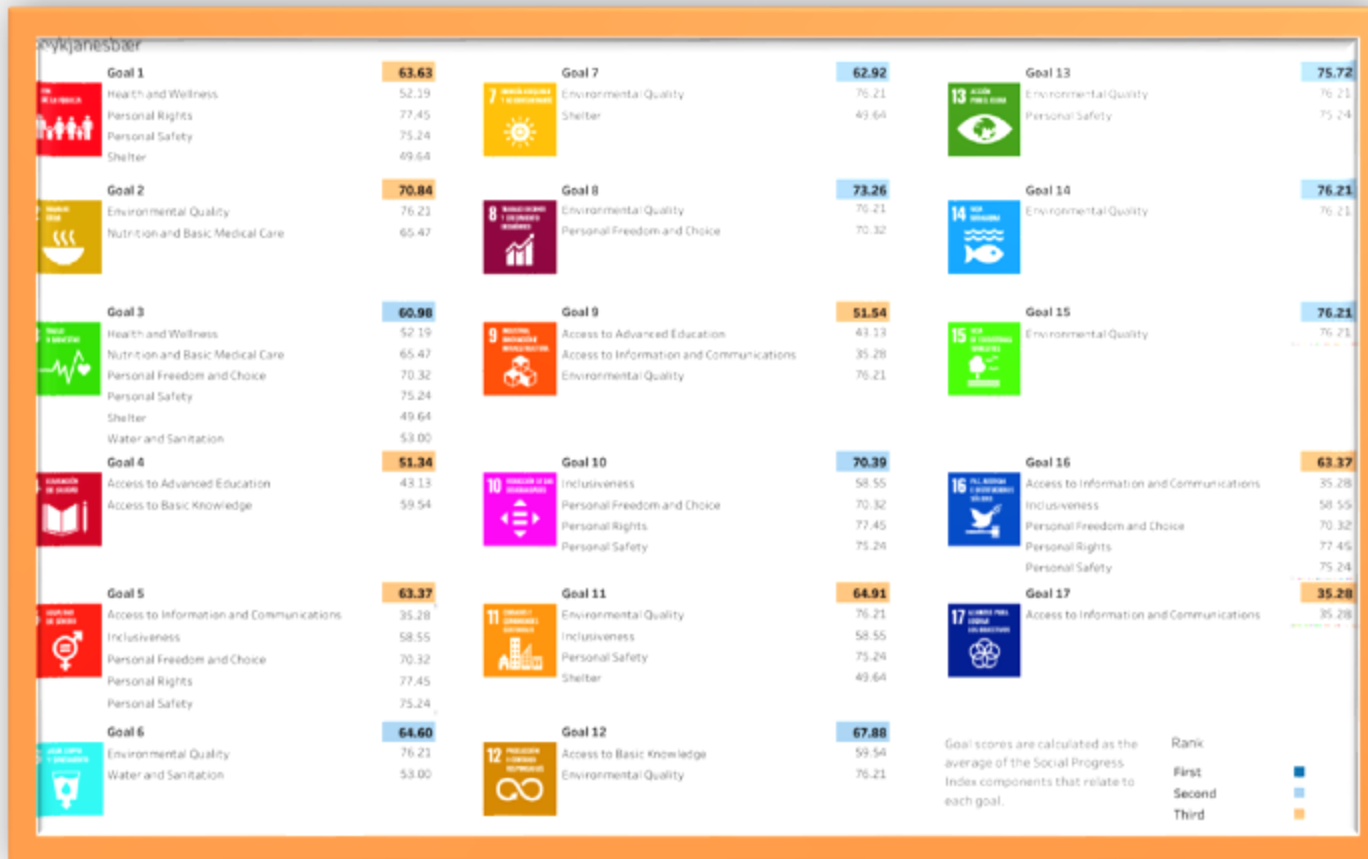 ykjanesbær
Goal 1 63.63
Health and Wellness 52.19
Personal Rights 77.45
Personal Safety 75.24
Shelter 49.64
Goal 2 70.84
Environmental Quality 76.21
Nutrition and Basic Medical Care 65.47
Goal 3 60.98
Health and Wellness 52.19
Nutrition and Basic Medical Care 65.47
Personal Freedom and Choice 70.32
Personal Safety 75.24
Shelter 49.64
Water and Sanitation 53.00
Goal 4 51.34
Access to Advanced Education 43.13
Access to Basic Knowledge 59.54
Goal 5 63.37
Access to Information and Communications 35.28
Inclusiveness 58.55
Personal Freedom and Choice 70.32
Personal Rights 77.45
Personal Safety 75.24
Goal 6 64.60
Environmental Quality 76.21
Water and Sanitation 53.00
7
Goal 7 62.92
Environmental Quality 76.21
Shelter 49.64
8
Goal 8 73.26
Environmental Quality 76.21
Personal Freedom and Choice 70.32
9
Goal 9 51.54
Access to Advanced Education 43.13
Access to Information and Communications 35.28
Environmental Quality 76.21
10
Goal 10 70.39
Inclusiveness 58.55
Personal Freedom and Choice 70.32
Personal Rights 77.45
Personal Safety 75.24
11
Goal 11 64.91
Environmental Quality 76.21
Inclusiveness 58.55
Personal Safety 75.24
Shelter 49.64
12
Goal 12 67.88
Access to Basic Knowledge 59.54
Environmental Quality 76.21
13
Goal 13 75.72
Environmental Quality 76.21
Personal Safety 75.24
14
Goal 14 76.21
Environmental Quality 76.21
15
Goal 15 76.21
Environmental Quality 76.21
16
Goal 16 63.37
Access to Information and Communications 35.28
Inclusiveness 58.55
Personal Freedom and Choice 70.32
Personal Rights 77.45
Personal Safety 75.24
17
Goal 17 35.28
Access to Information and Communications 35.28
Goal scores are calculated as the
average of the Social Progress
Index components that relate to
each goal.
Rank
First
Second
Third